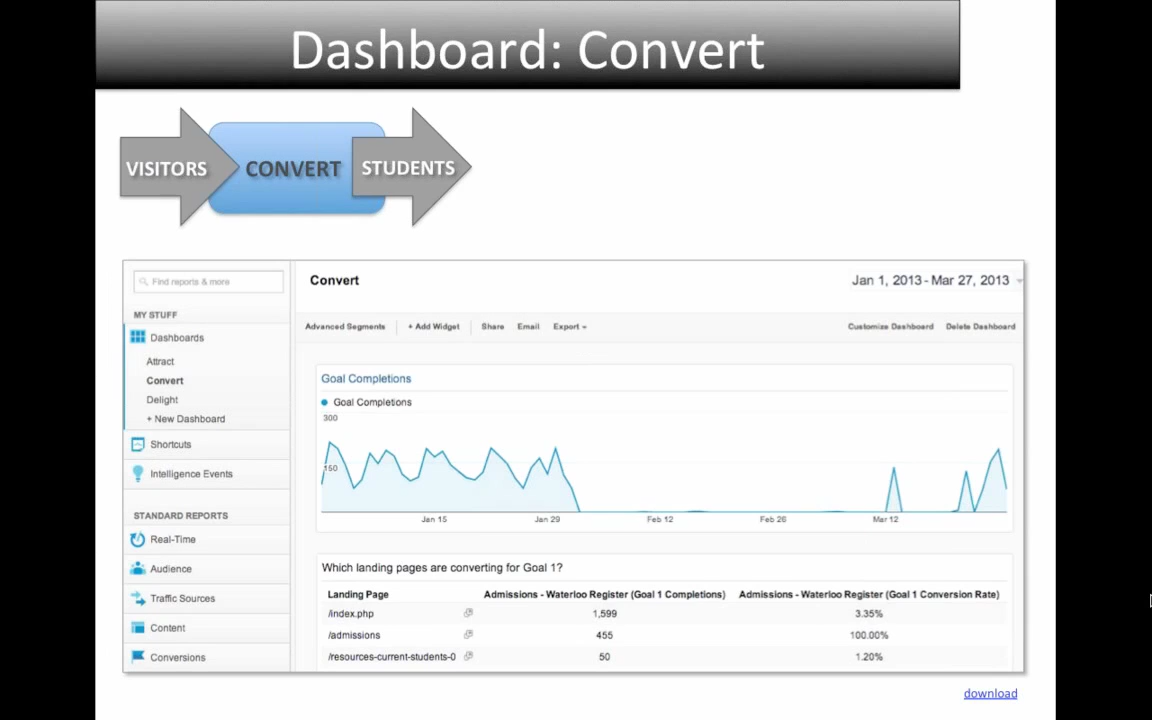 Dashboard: Convert
VISITORS CONVERT STUDENTS
Find reports & more
MY STUFF
Dashboards
Attract
Convert
Delight
+ New Dashboard
Shortcuts
Intelligence Events
STANDARD REPORTS
Real-Time
Audience
Traffic Sources
Content
Conversions
Convert Jan 1, 2013 - Mar 27, 2013
Advanced Segments + Add Widget Share Email Export Customize Dashboard Delete Dashboard
Goal Completions
Goal Completions
300
150
Jan 15 Jan 29 Feb 12 Feb 26 Mar 12
Which landing pages are converting for Goal 1?
Landing Page Admissions - Waterloo Register (Goal 1 Completions) Admissions - Waterloo Register (Goal 1 Conversion Rate)
/index.php 1,599 3.35%
/admissions 455 100.00%
/resources-current-students-0 50 1.20%
download